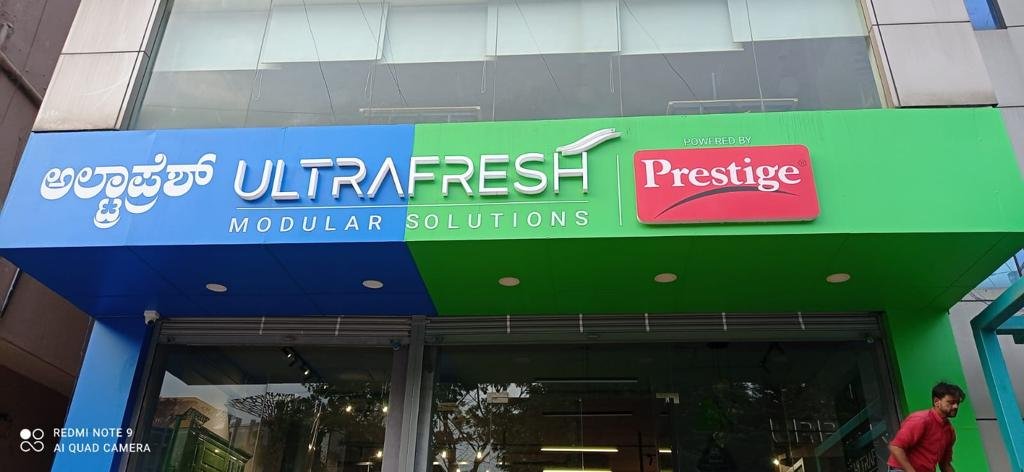 ಅಲ್ಟ್ರಾಫ್ರೆಶ್ ULTRAFRESH
MODULAR SOLUTIONS
POWERED BY
Prestige®
REDMI NOTE 9
AI QUAD CAMERA